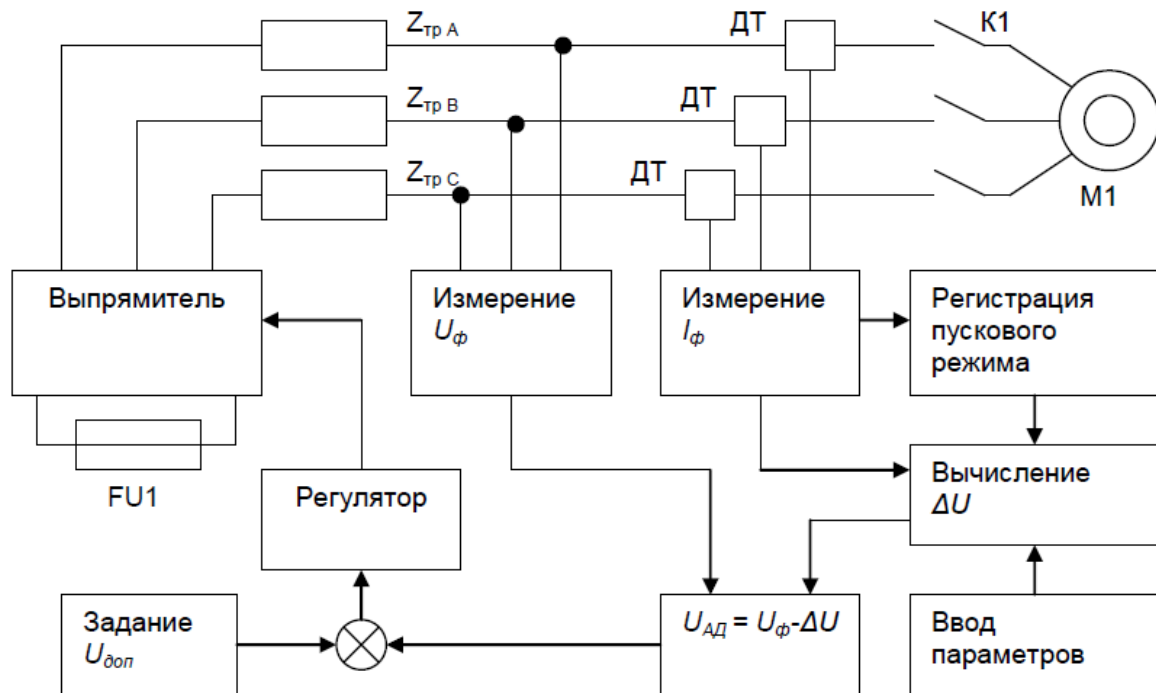 Zтр A
ДТ
К1
Zтр B
ДТ
Zтр C
ДТ
М1
Выпрямитель
Измерение
Uф
Измерение
Iф
Регистрация
пускового
режима
FU1
Регулятор
Вычисление
ΔU
Задание
Uдоп
UАД = Uф-ΔU
Ввод
параметров